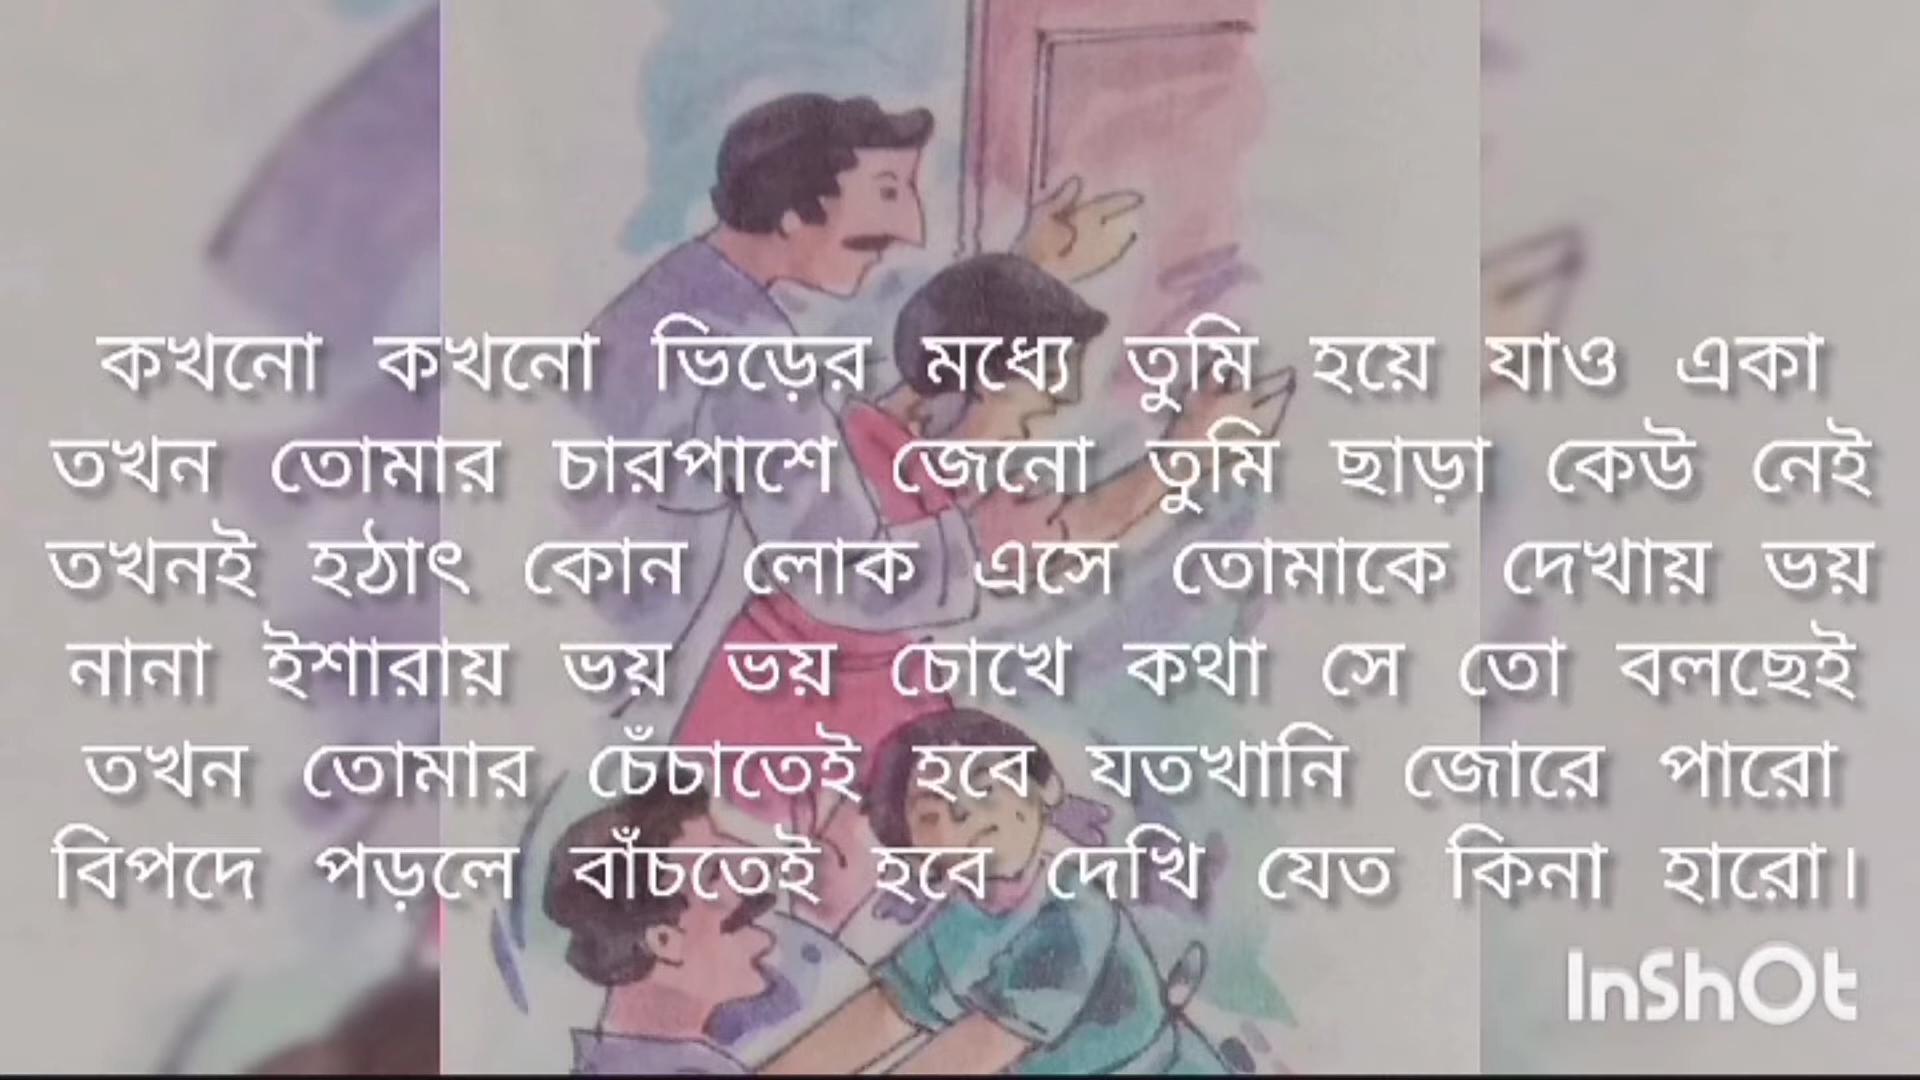 কখনো কখনো ভিড়ের মধ্যে তুমি হয়ে যাও একা
তখন তোমার চারপাশে জেনো তুমি ছাড়া কেউ নেই
তখনই হঠাৎ কোন লোক এসে তোমাকে দেখায় ভয়
নানা ইশারায় ভয় ভয় চোখে কথা সে তো বলছেই
তখন তোমার চেঁচাতেই হবে যতখানি জোরে পারো
বিপদে পড়লে বাঁচতেই হবে দেখি যেত কিনা হারো।
InShOt